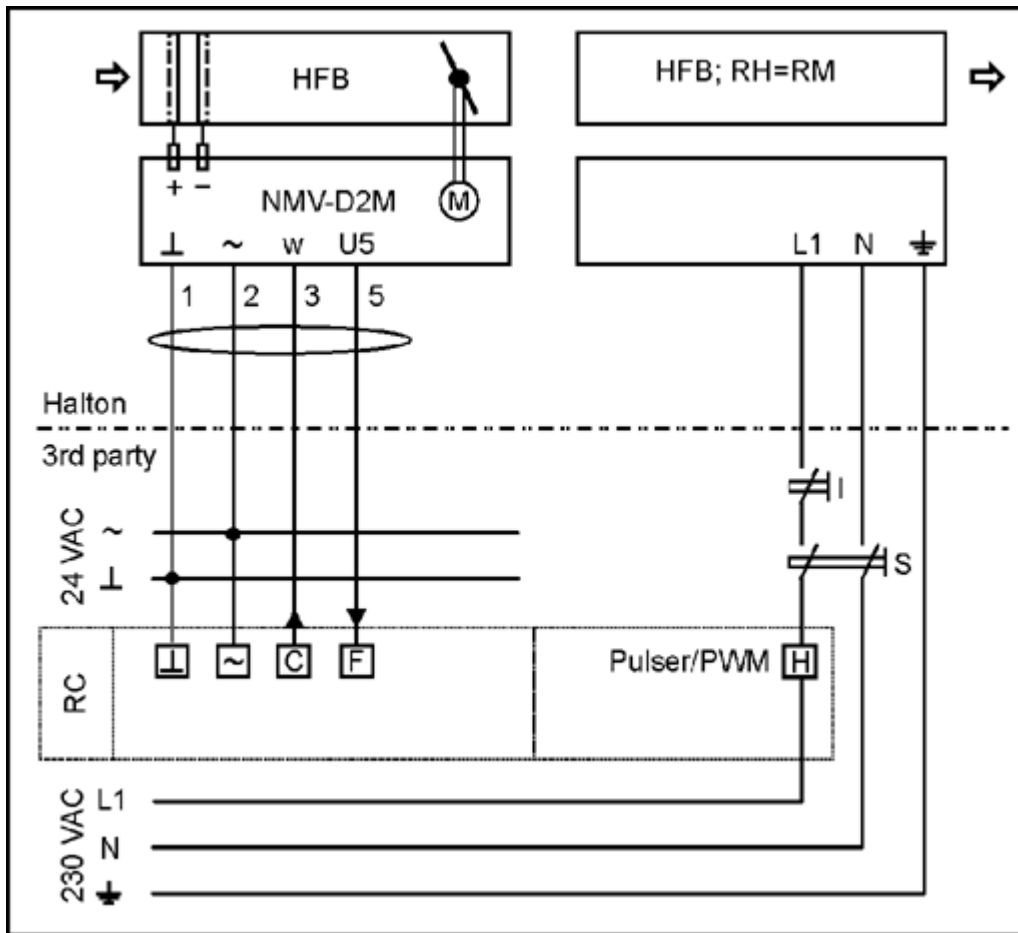 HFB
HFB; RH=RM
+ −
NMV-D2M
M
⊥ ~ w U5
L1 N ⏚
1 2 3 5
Halton
3rd party
I
24 VAC
~
⊥
S
RC
⊥ ~ C F
Pulser/PWM H
230 VAC
L1
N
⏚